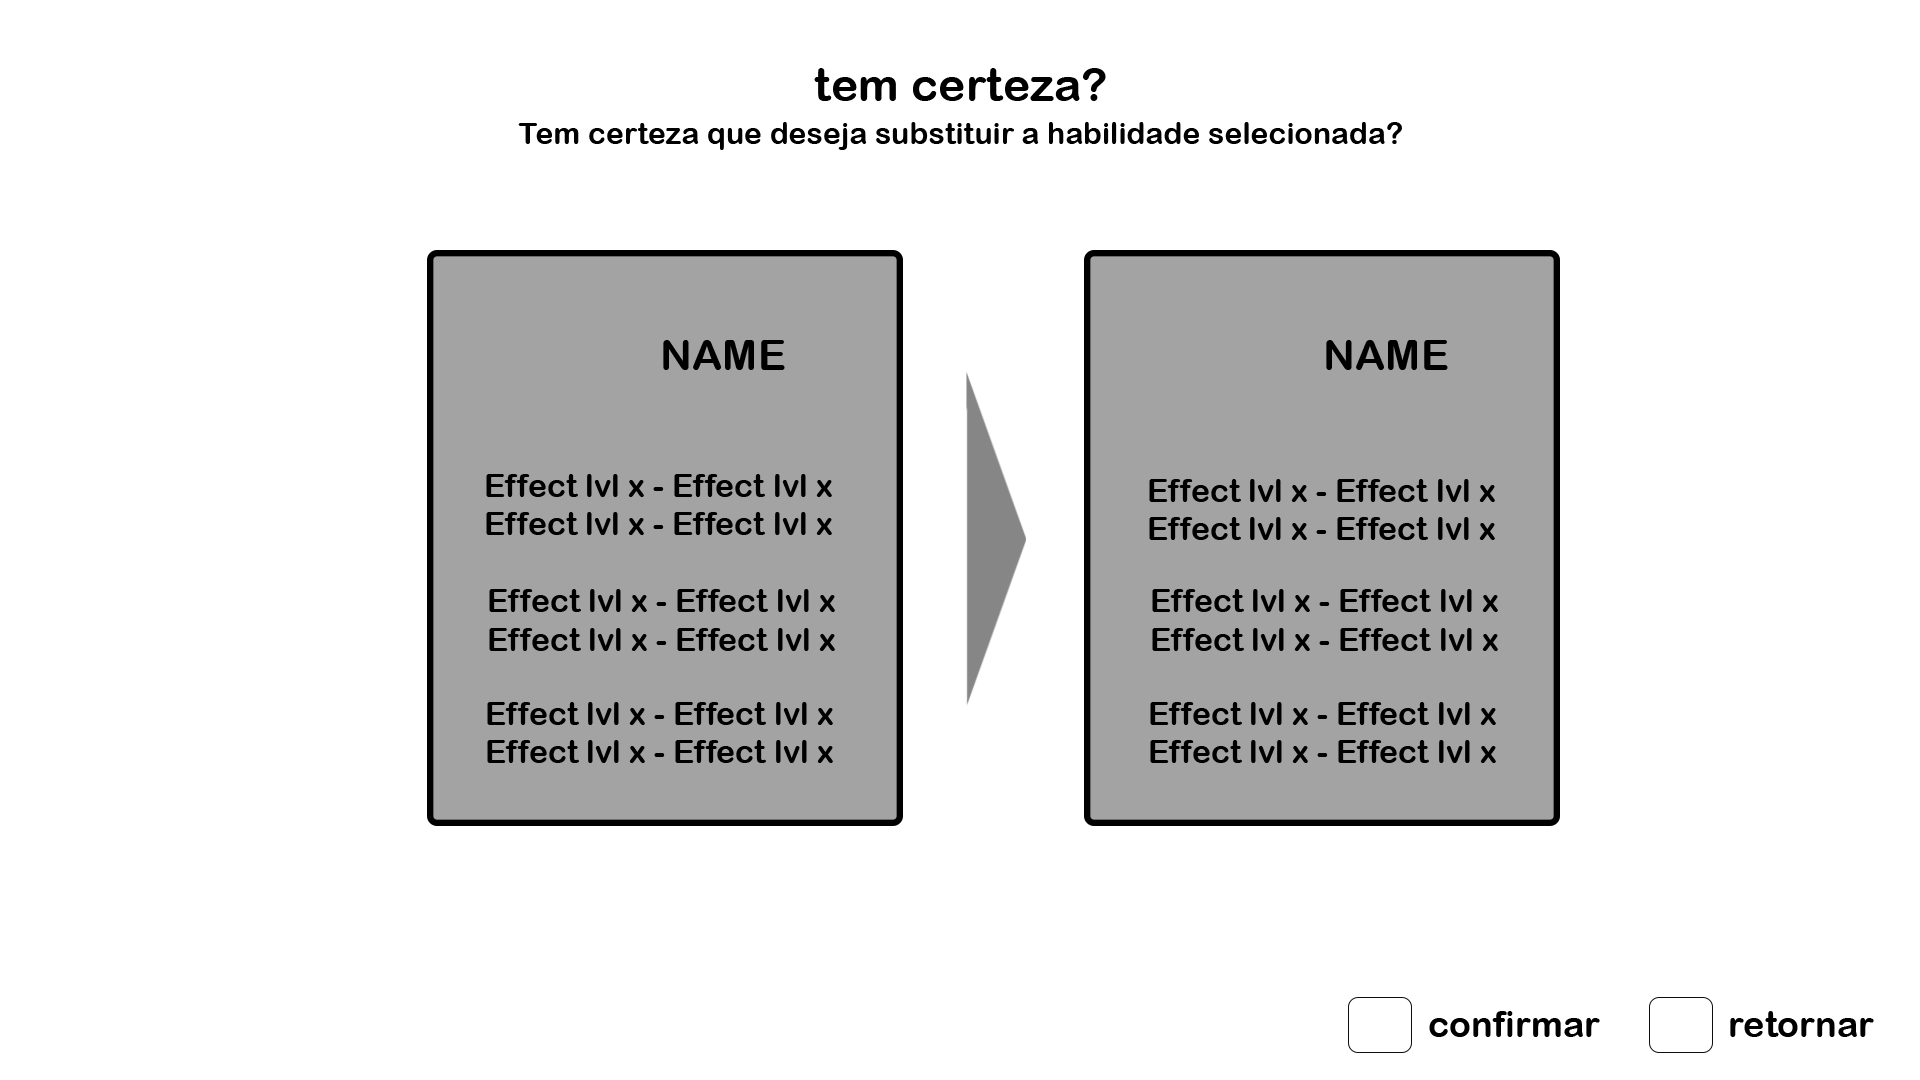 tem certeza?
Tem certeza que deseja substituir a habilidade selecionada?
NAME
Effect lvl x - Effect lvl x
Effect lvl x - Effect lvl x
Effect lvl x - Effect lvl x
Effect lvl x - Effect lvl x
Effect lvl x - Effect lvl x
Effect lvl x - Effect lvl x
NAME
Effect lvl x - Effect lvl x
Effect lvl x - Effect lvl x
Effect lvl x - Effect lvl x
Effect lvl x - Effect lvl x
Effect lvl x - Effect lvl x
Effect lvl x - Effect lvl x
confirmar
retornar